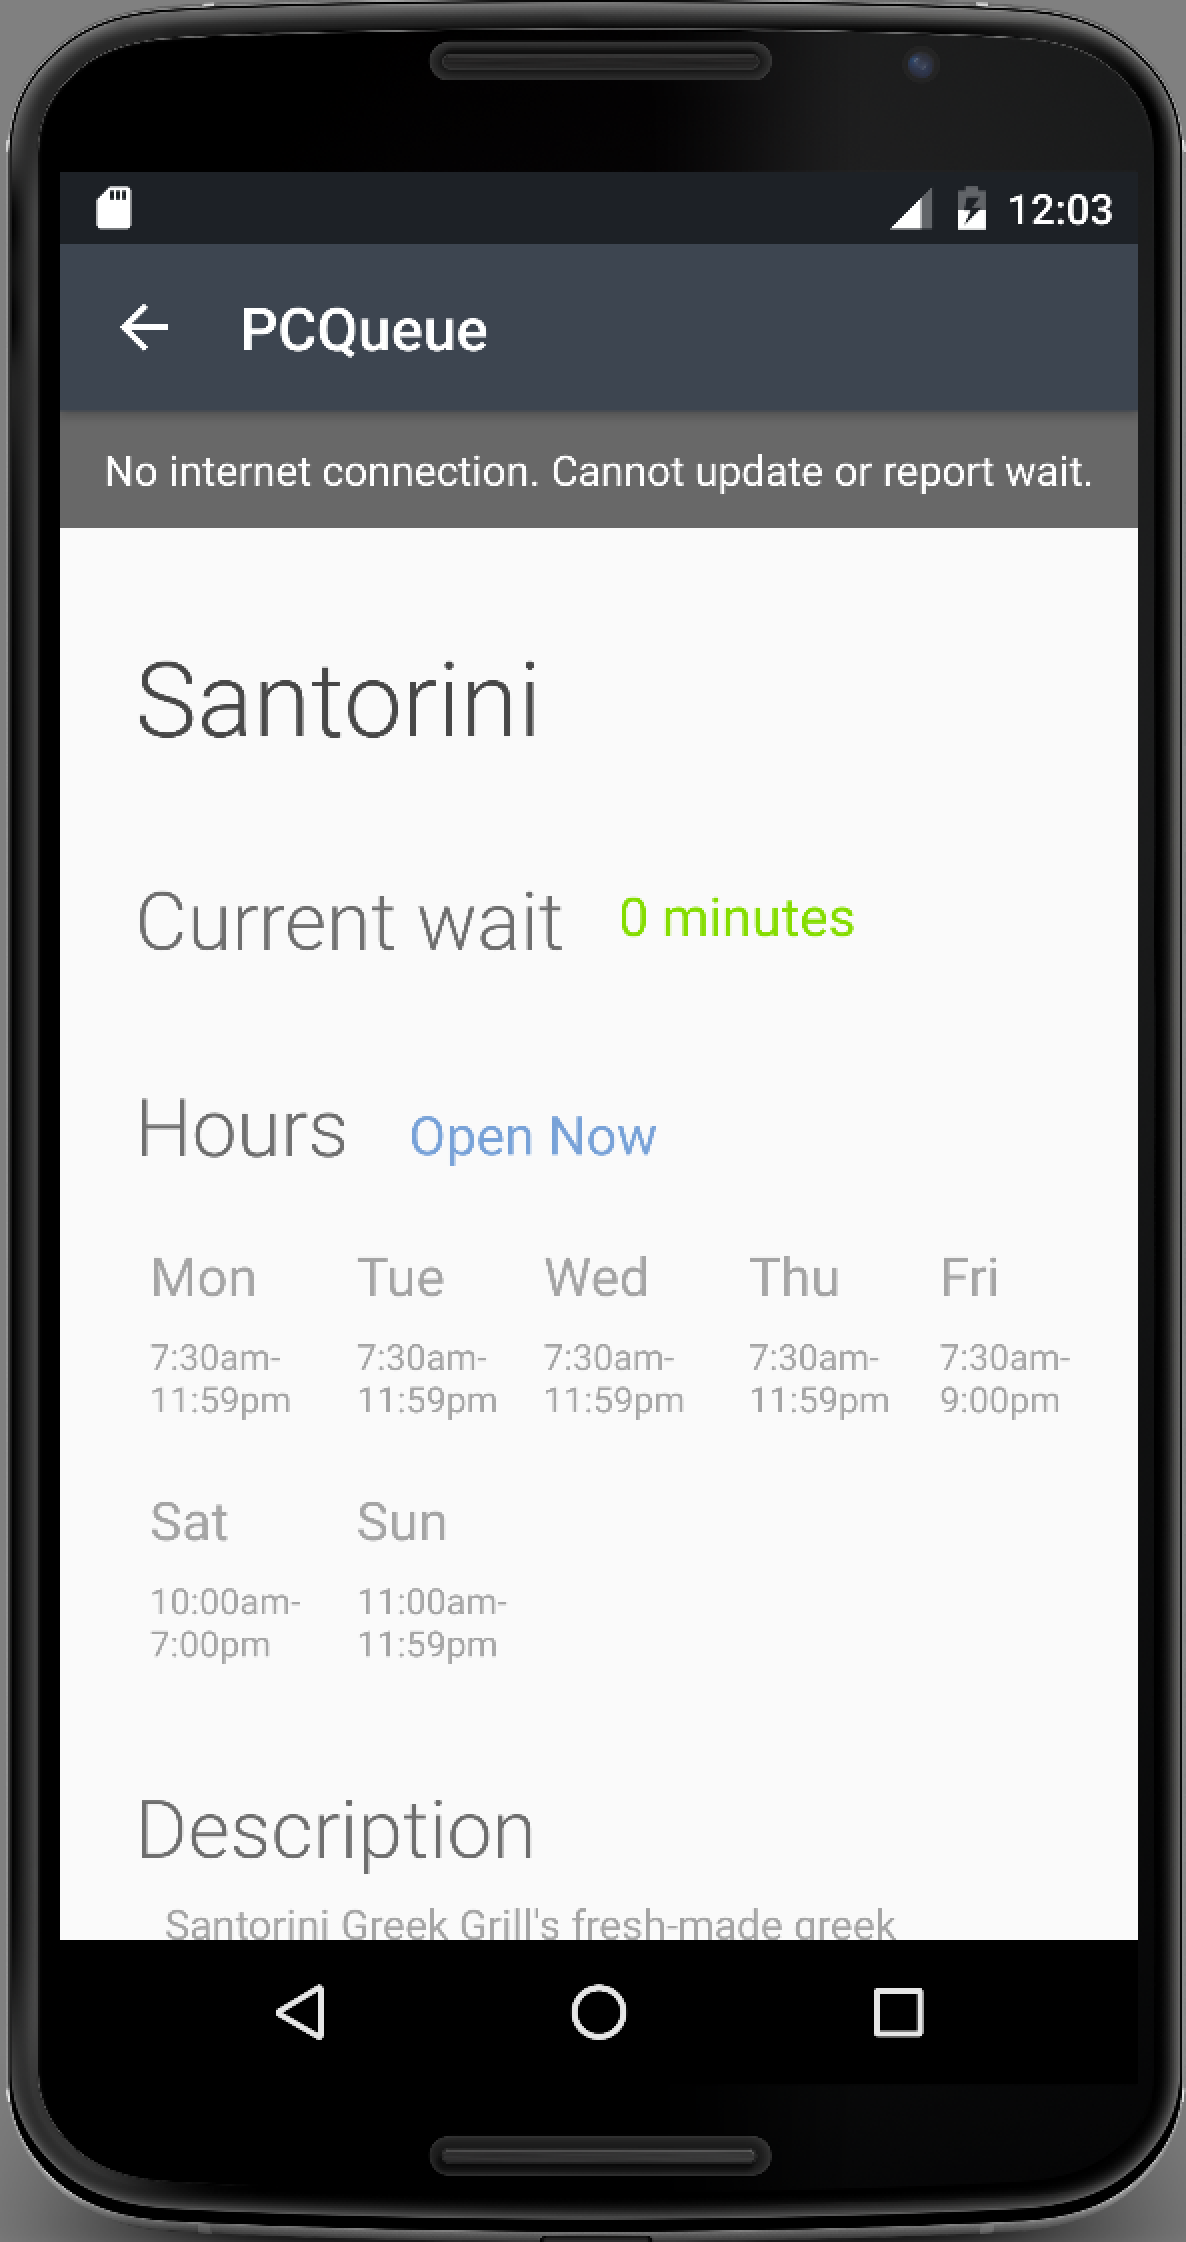 12:03
PCQueue
No internet connection. Cannot update or report wait.
Santorini
Current wait 0 minutes
Hours Open Now
Mon Tue Wed Thu Fri
7:30am- 7:30am- 7:30am- 7:30am- 7:30am-
11:59pm 11:59pm 11:59pm 11:59pm 9:00pm
Sat Sun
10:00am- 11:00am-
7:00pm 11:59pm
Description
Santorini Greek Grill's fresh-made greek